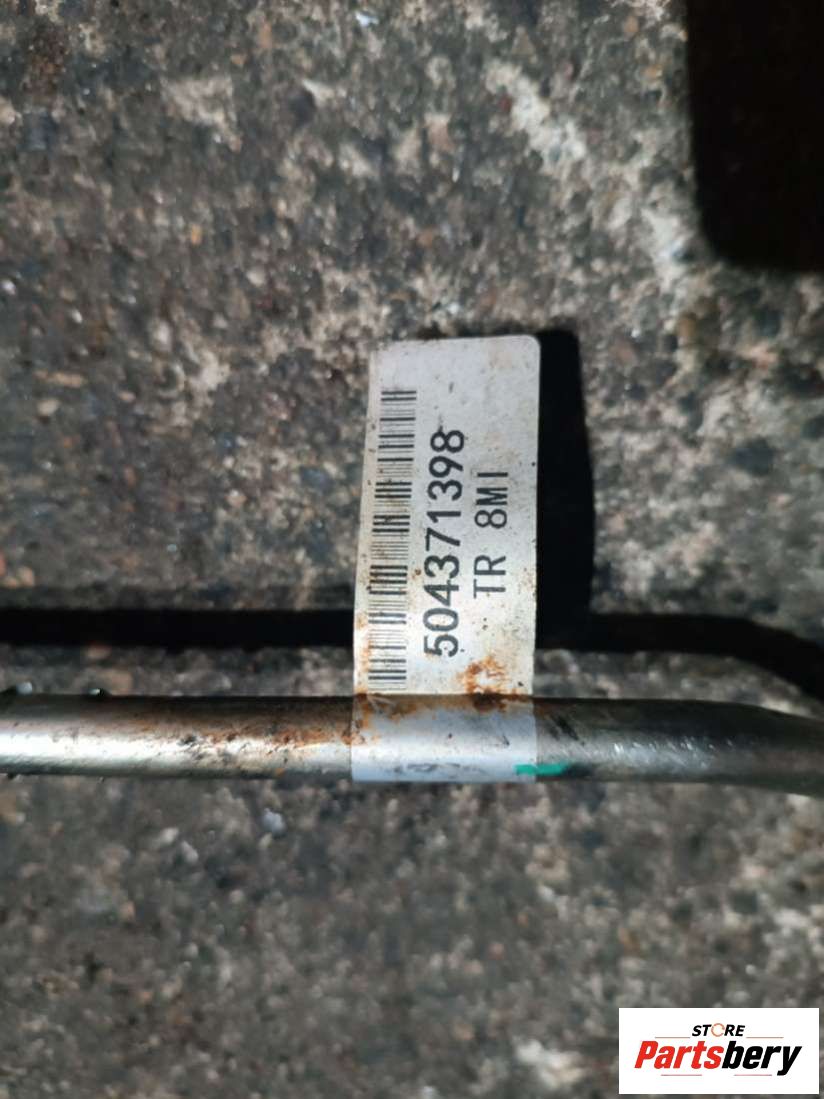 504371398
TR 8MI
STORE
Partsbery